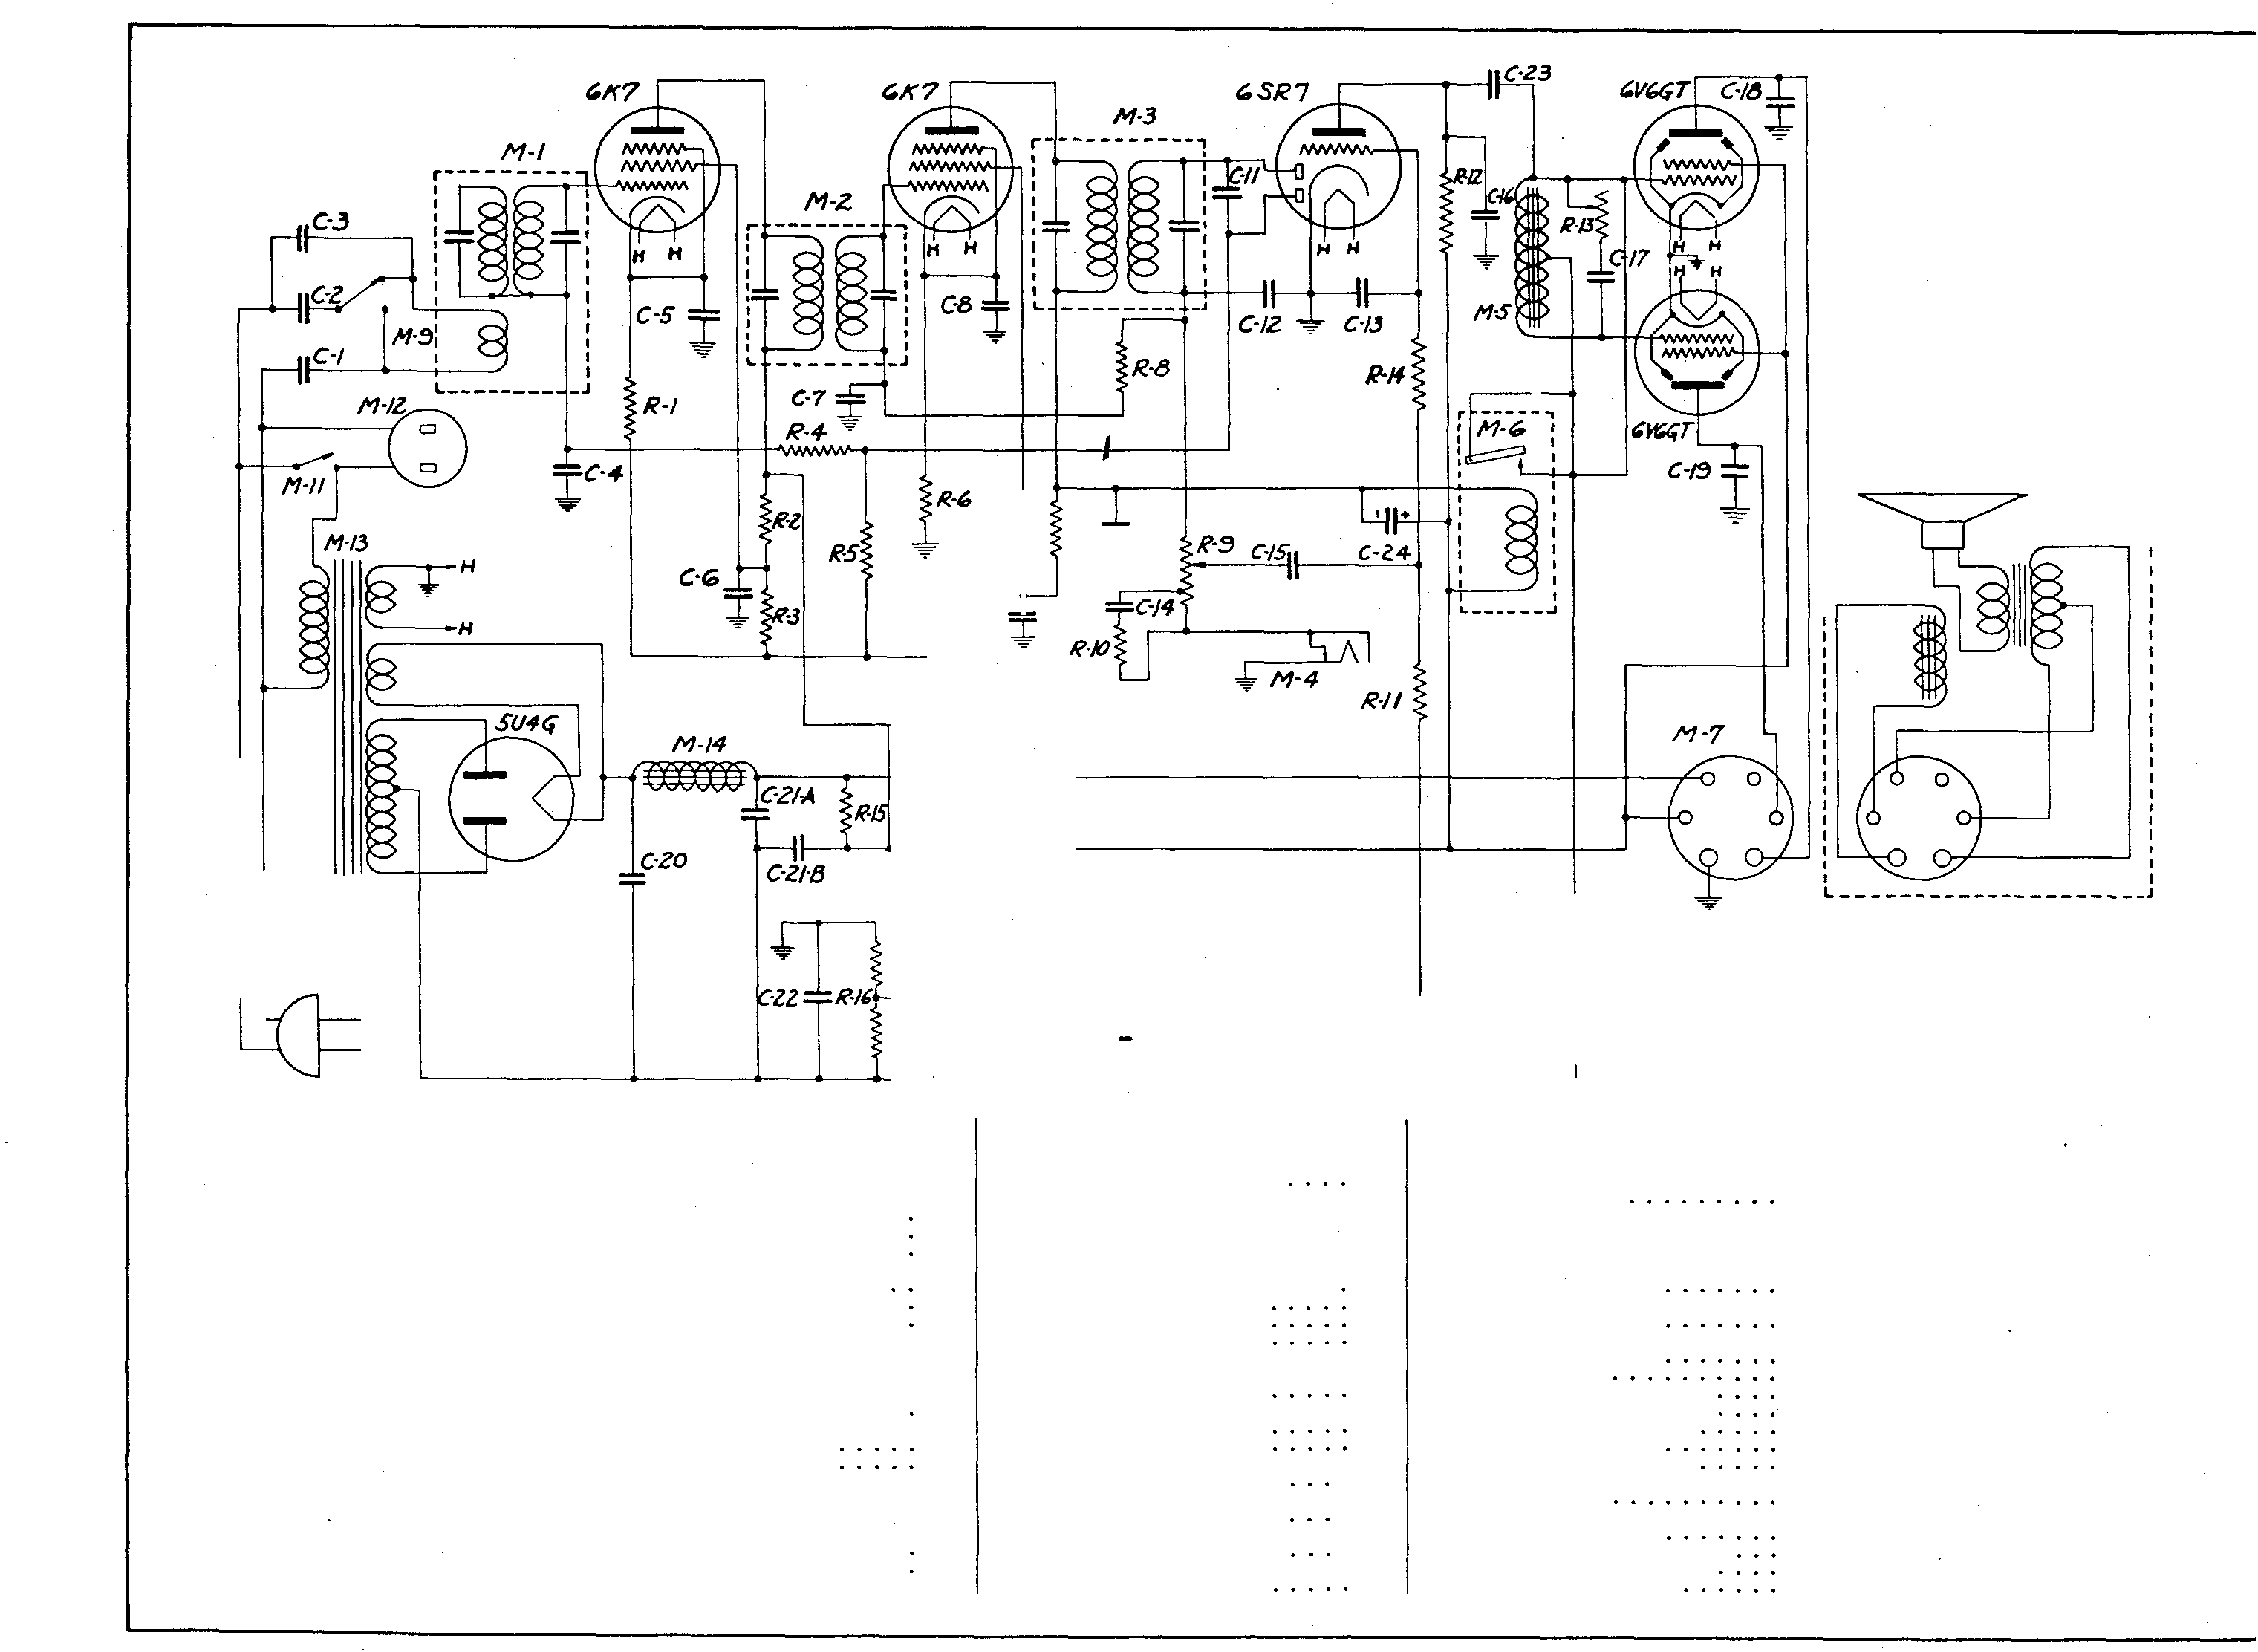 6K7
6K7
6SR7
C-23
6V6GT
C-18
M-1
M-3
M-2
C-11
R-12
C-16
R-13
C-3
H H
H H
H H
H H
H H
C-17
C-2
C-1
M-9
C-5
C-8
C-12
C-13
M-5
R-8
R-14
M-12
R-1
C-7
R-4
M-6
6V6GT
M-11
C-4
C-19
R-6
R-2
M-13
R-5
R-9
C-15
C-24
+
H
C-6
C-14
R-3
H
R-10
M-4
R-11
5U4G
M-14
M-7
C-21-A
R-15
C-20
C-21-B
C-22
R-16